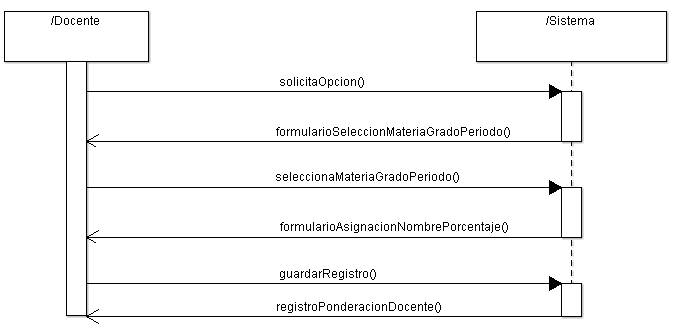 /Docente
/Sistema
solicitaOpcion()
formularioSeleccionMateriaGradoPeriodo()
seleccionaMateriaGradoPeriodo()
formularioAsignacionNombrePorcentaje()
guardarRegistro()
registroPonderacionDocente()